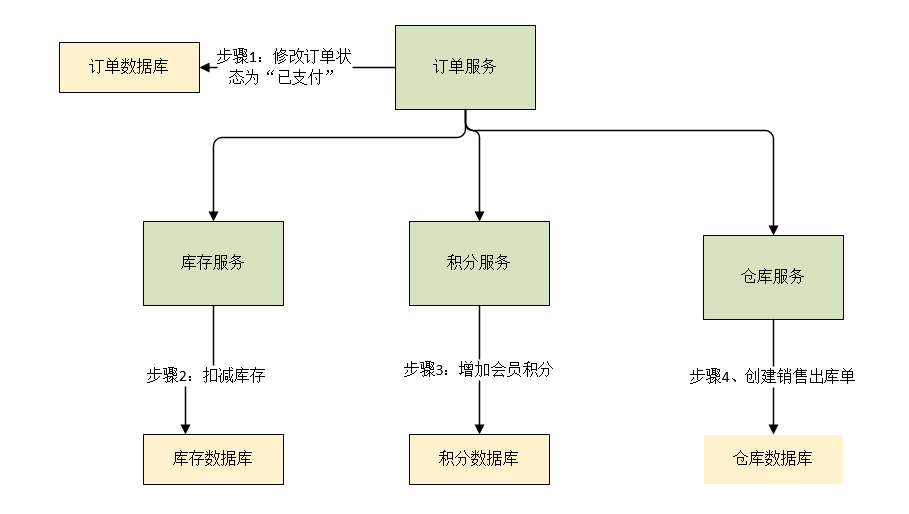 订单数据库
步骤1：修改订单状
态为“已支付”
订单服务
库存服务
积分服务
仓库服务
步骤2：扣减库存
步骤3：增加会员积分
步骤4、创建销售出库单
库存数据库
积分数据库
仓库数据库